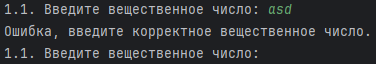 1.1. Введите вещественное число: asd
Ошибка, введите корректное вещественное число.
1.1. Введите вещественное число: